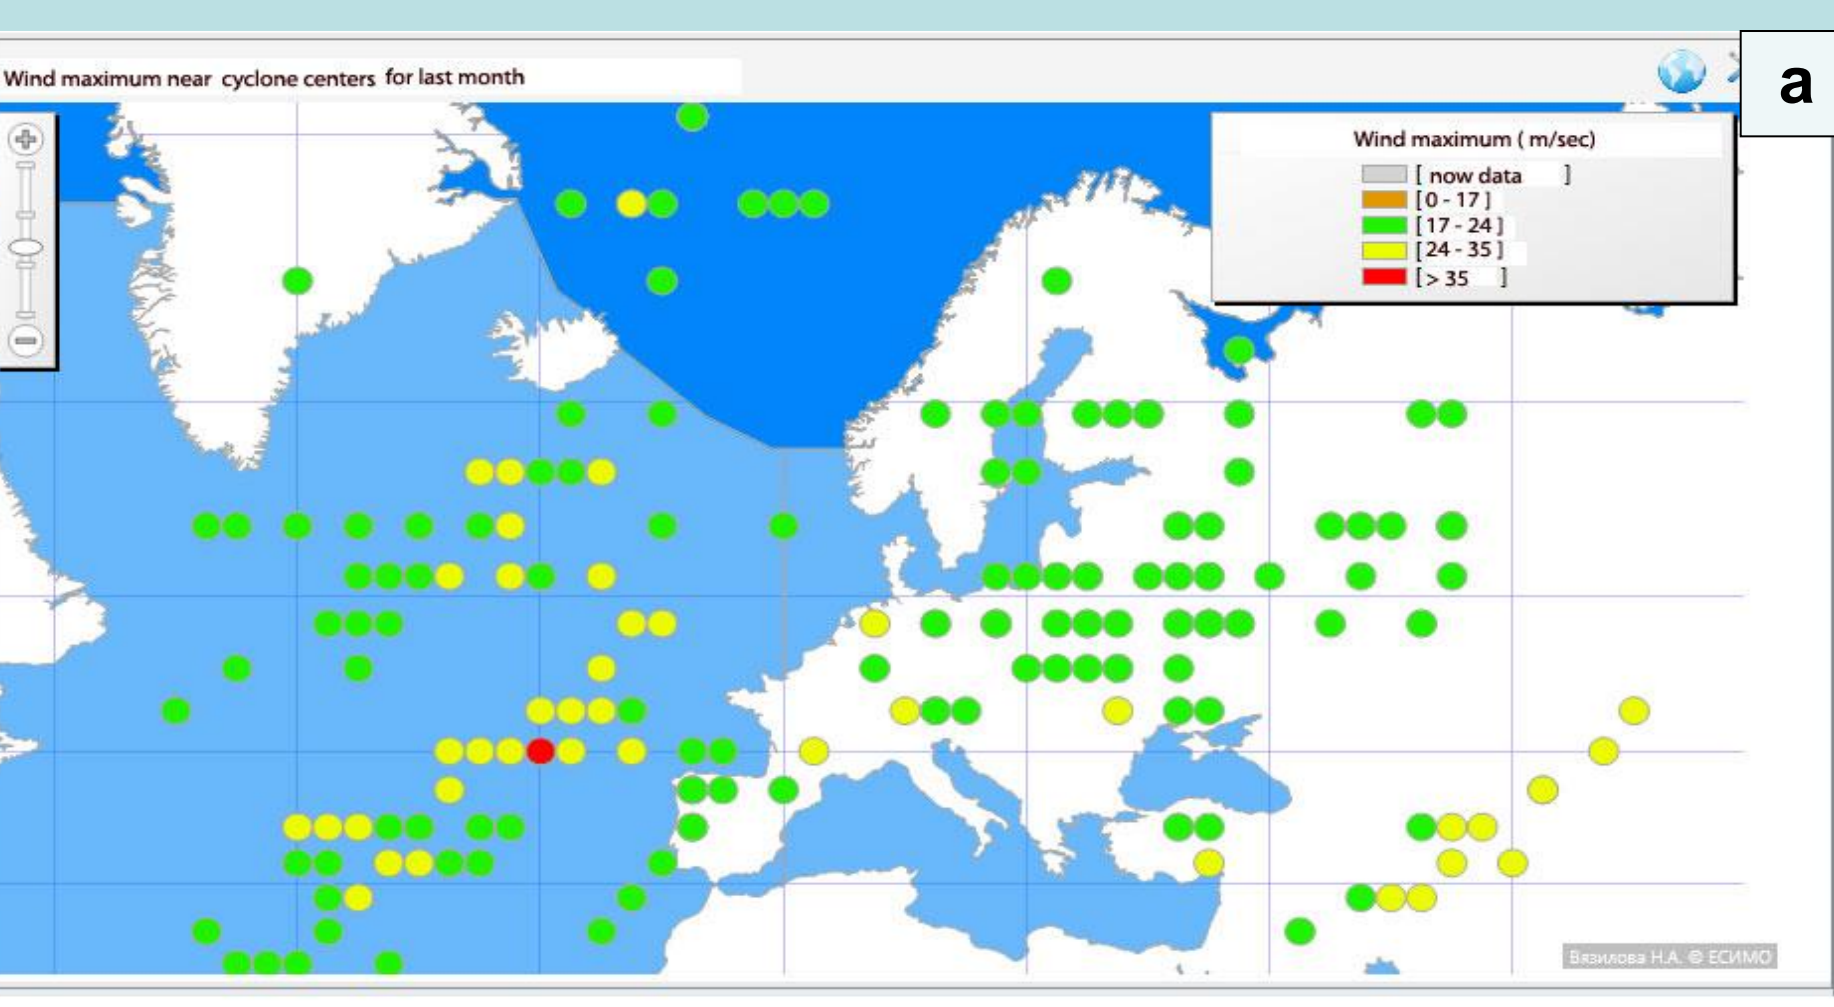 Wind maximum near cyclone centers for last month
a
Wind maximum ( m/sec)
[ now data ]
[ 0 - 17 ]
[ 17 - 24 ]
[ 24 - 35 ]
[ > 35 ]
Вязилова Н.А. © ЕСИМО